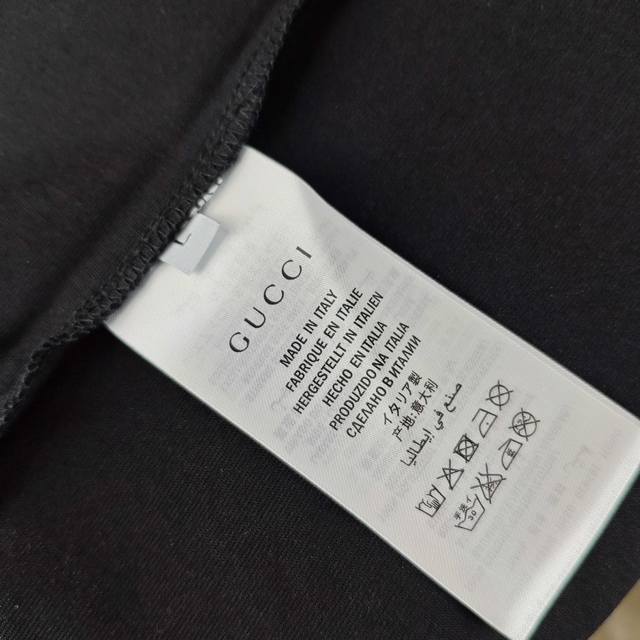 L
GUCCI
MADE IN ITALY
FABRIQUE EN ITALIE
HERGESTELLT IN ITALIEN
HECHO EN ITALIA
PRODUZIDO NA ITALIA
СДЕЛАНО В ИТАЛИИ
イタリア製
产地:意大利
صنع في إيطاليا